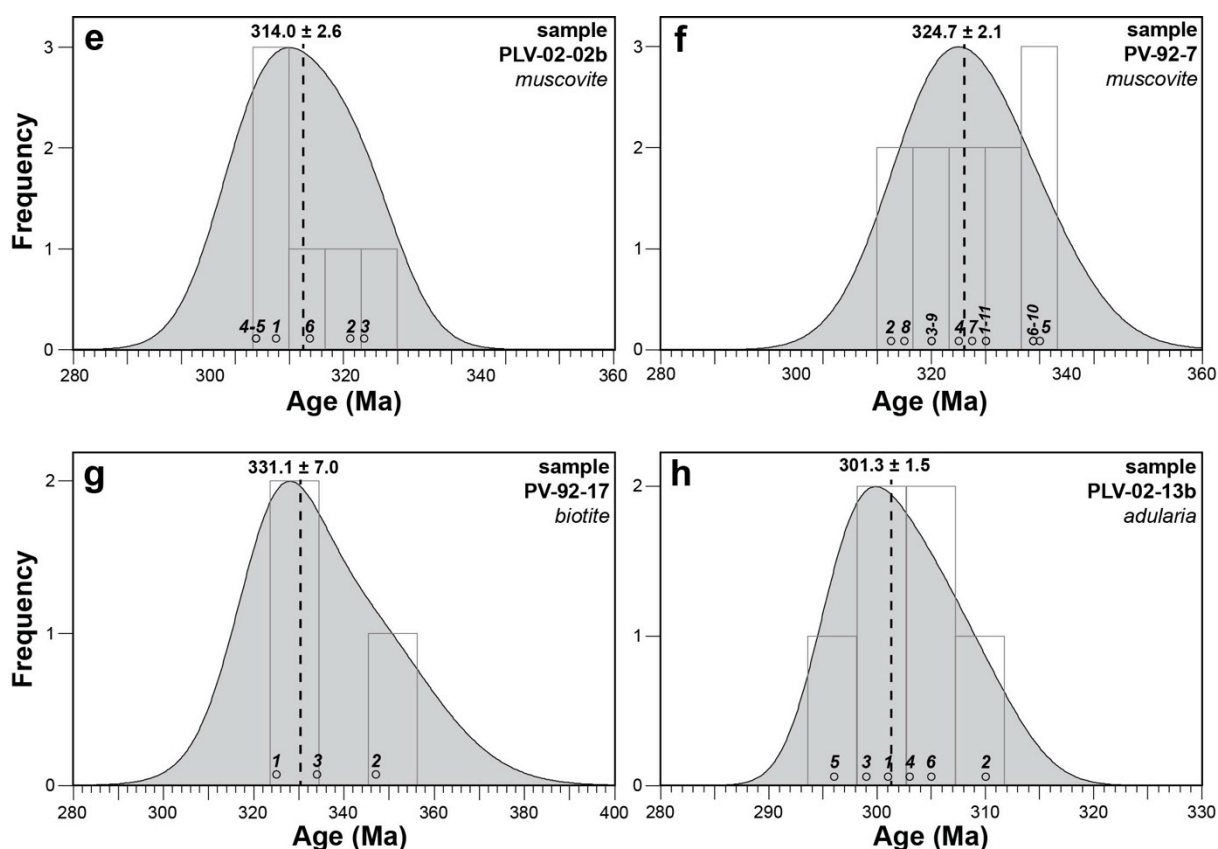 e
314.0 ± 2.6
sample
PLV-02-02b
muscovite
Frequency
3
2
1
0
4-5 1 6 2 3
280 300 320 340 360
Age (Ma)
f
324.7 ± 2.1
sample
PV-92-7
muscovite
3
2
1
0
2 8 3-9 4 7 1-11 6-10 5
280 300 320 340 360
Age (Ma)
g
331.1 ± 7.0
sample
PV-92-17
biotite
Frequency
2
1
0
1 3 2
280 320 340 360 380 400
Age (Ma)
h
301.3 ± 1.5
sample
PLV-02-13b
adularia
2
1
0
5 3 1 4 6 2
280 290 300 310 320 330
Age (Ma)